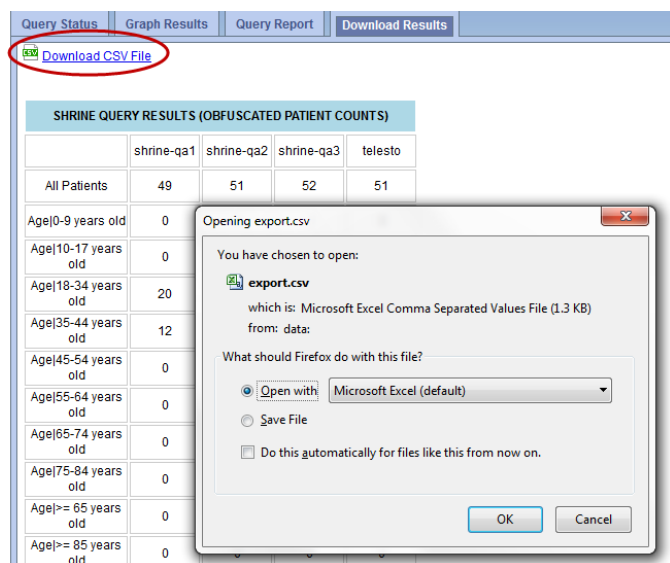 Query Status Graph Results Query Report Download Results
CSV Download CSV File
SHRINE QUERY RESULTS (OBFUSCATED PATIENT COUNTS)
shrine-qa1 shrine-qa2 shrine-qa3 telesto
All Patients 49 51 52 51
Age|0-9 years old 0
Age|10-17 years
old 0
Age|18-34 years
old 20
Age|35-44 years
old 12
Age|45-54 years
old 0
Age|55-64 years
old 0
Age|65-74 years
old 0
Age|75-84 years
old 0
Age|>= 65 years
old 0
Age|>= 85 years
old 0
Opening export.csv
You have chosen to open:
export.csv
which is: Microsoft Excel Comma Separated Values File (1.3 KB)
from: data:
What should Firefox do with this file?
Open with Microsoft Excel (default)
Save File
Do this automatically for files like this from now on.
OK Cancel